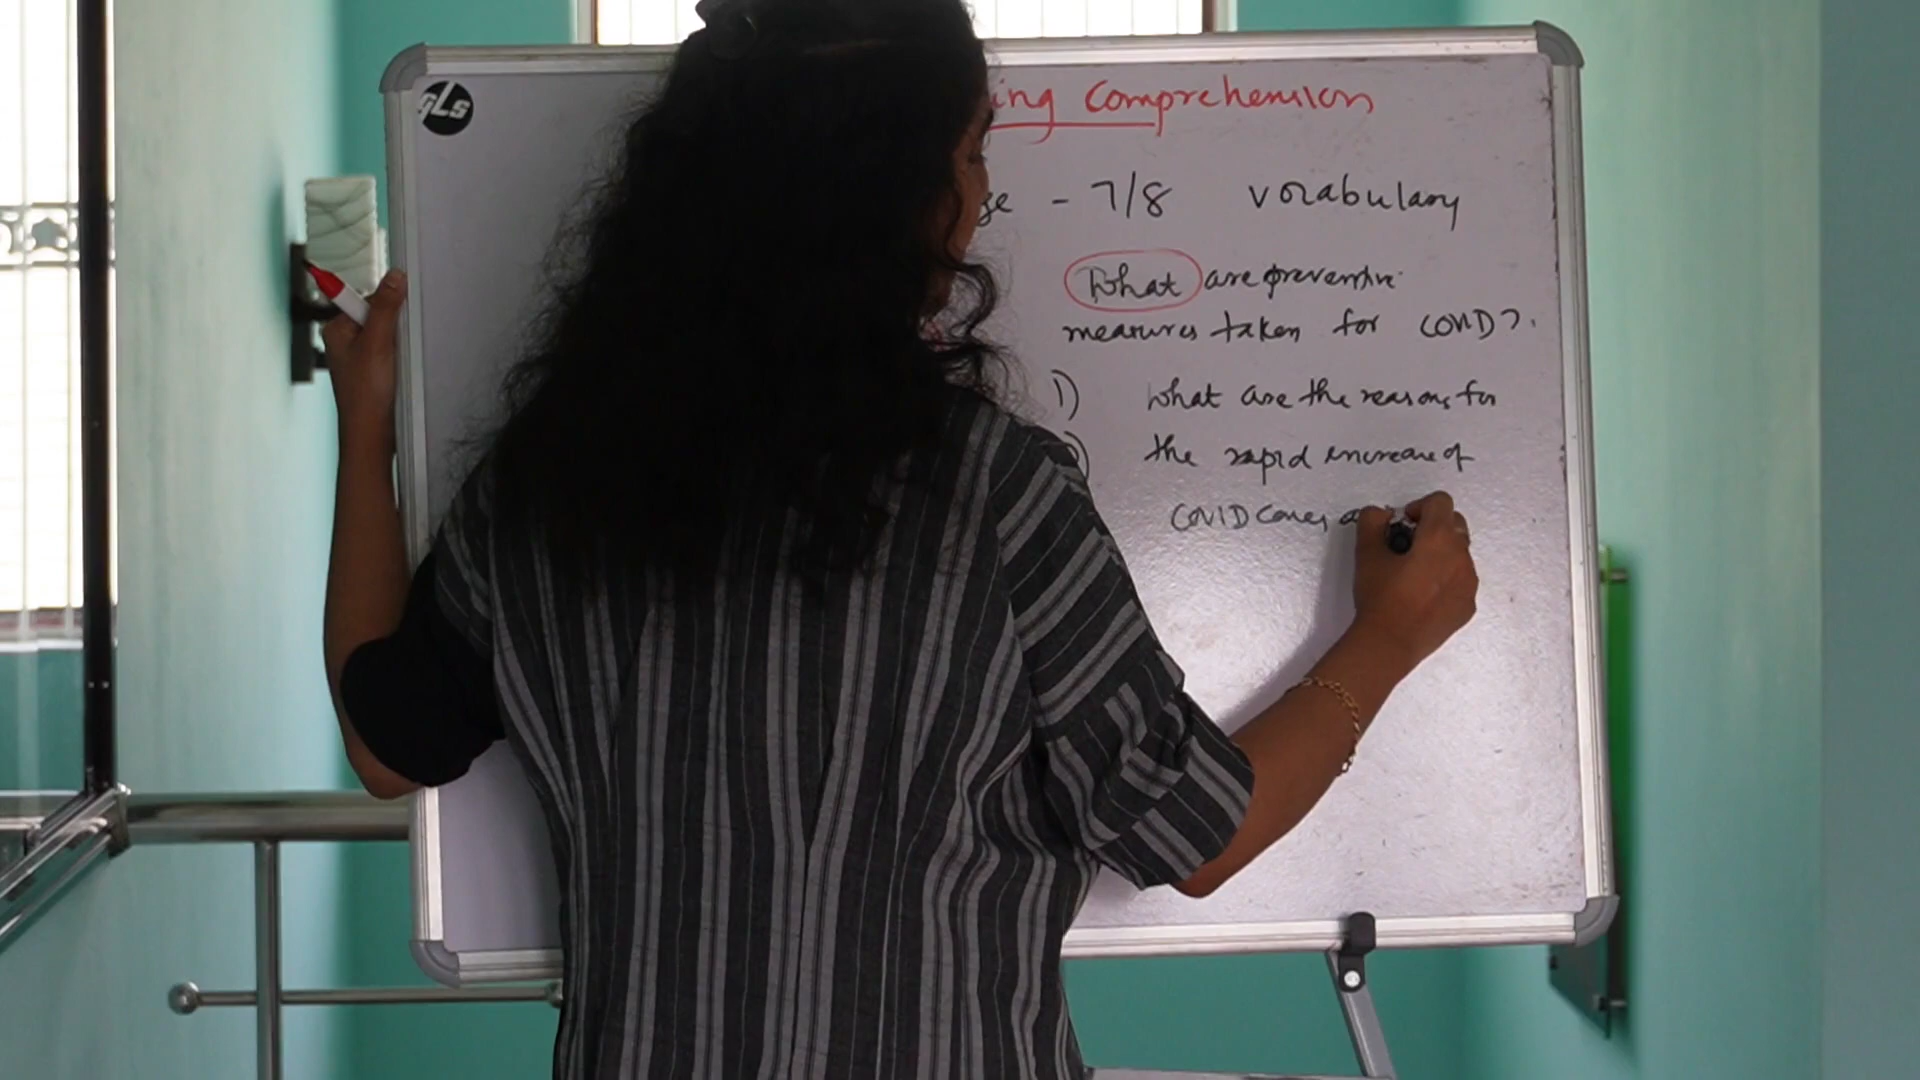 GLS
ing Comprehension
ge - 7/8 vocabulary
What are preventive
measures taken for COVID?.
1) What are the reasons for
the rapid increase of
COVID cases